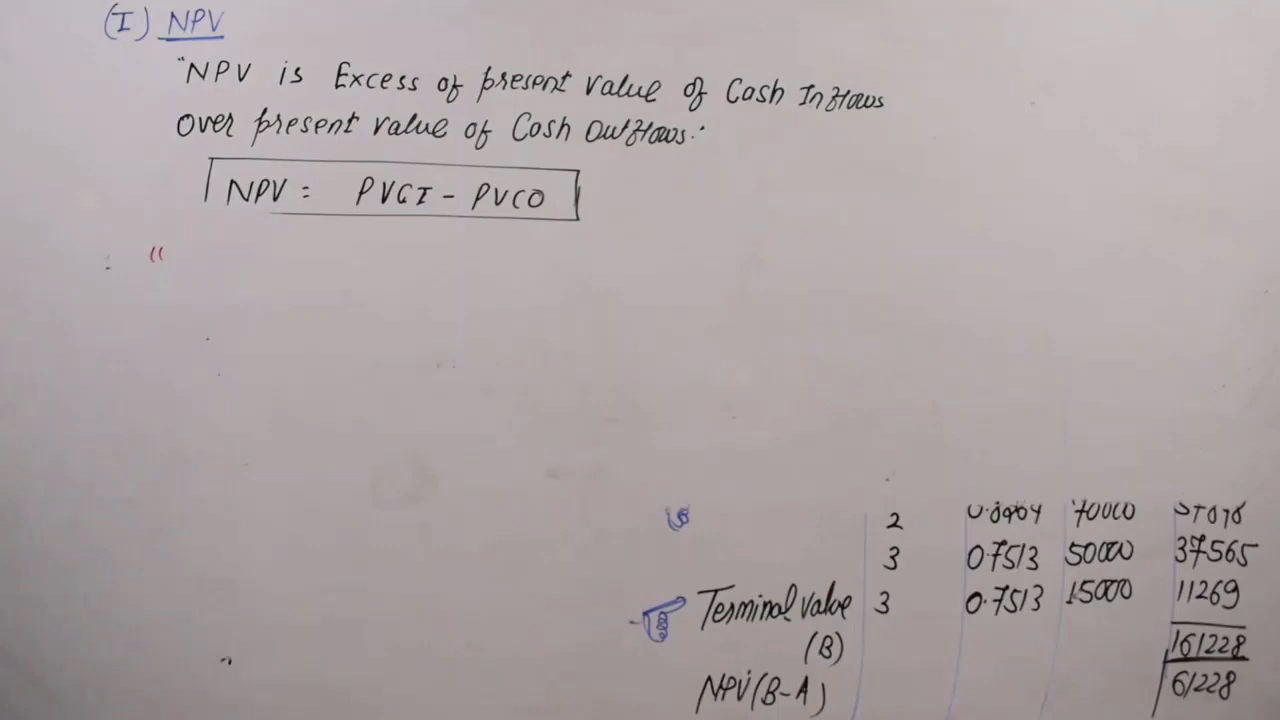 (I) NPV
"NPV is Excess of present value of Cash Inflows
Over present value of Cash Outflows."
NPV = PVCI - PVCO
"
2 70000
3 0.7513 50000 37565
Terminal value 3 0.7513 15000 11269
(B) 161228
NPV (B-A) 61228